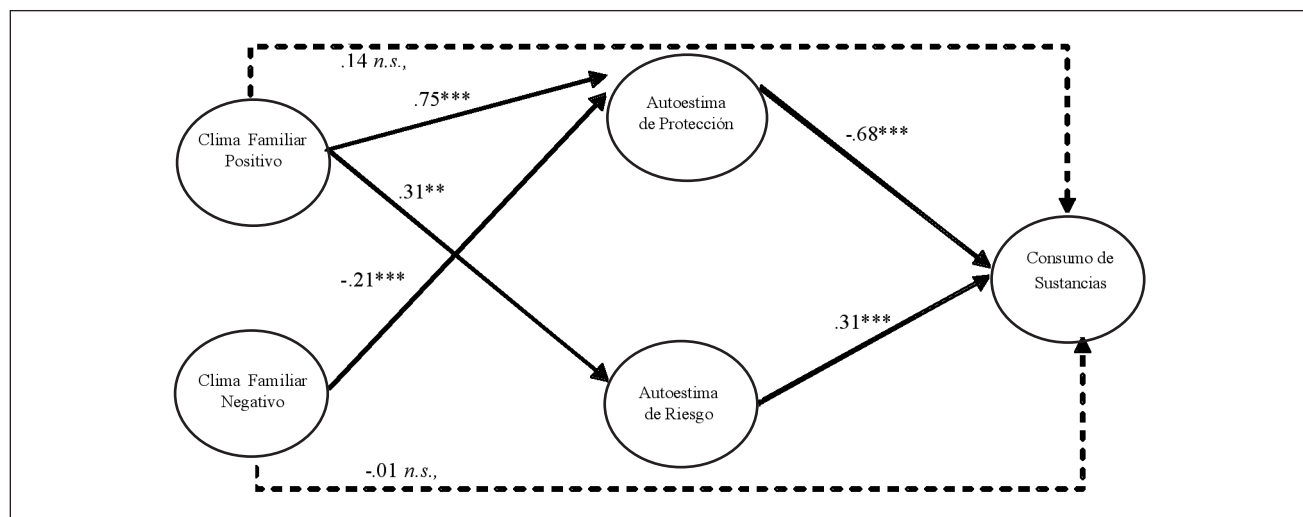 .14 n.s.,
.75***
Clima Familiar
Positivo
Autoestima
de Protección
-.68***
.31**
-.21***
Consumo de
Sustancias
.31***
Clima Familiar
Negativo
Autoestima
de Riesgo
-.01 n.s.,